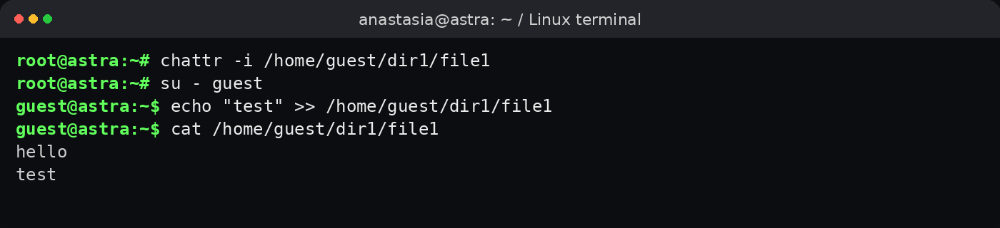 anastasia@astra: ~ / Linux terminal
root@astra:~# chattr -i /home/guest/dir1/file1
root@astra:~# su - guest
guest@astra:~$ echo "test" >> /home/guest/dir1/file1
guest@astra:~$ cat /home/guest/dir1/file1
hello
test